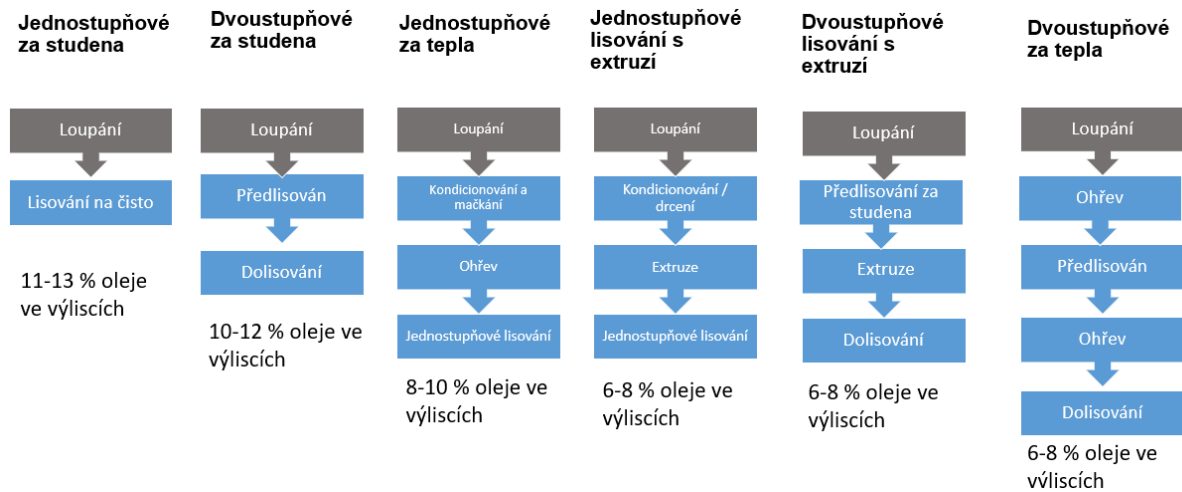 Jednostupňové
za studena
Loupání
Lisování na čisto
11-13 % oleje
ve výliscích
Dvoustupňové
za studena
Loupání
Předlisován
Dolisování
10-12 % oleje ve
výliscích
Jednostupňové
za tepla
Loupání
Kondicionování a
mačkání
Ohřev
Jednostupňové lisování
8-10 % oleje ve
výliscích
Jednostupňové
lisování s
extruzí
Loupání
Kondicionování /
drcení
Extruze
Jednostupňové lisování
6-8 % oleje ve
výliscích
Dvoustupňové
lisování s
extruzí
Loupání
Předlisování za
studena
Extruze
Dolisování
6-8 % oleje ve
výliscích
Dvoustupňové
za tepla
Loupání
Ohřev
Předlisován
Ohřev
Dolisování
6-8 % oleje ve
výliscích